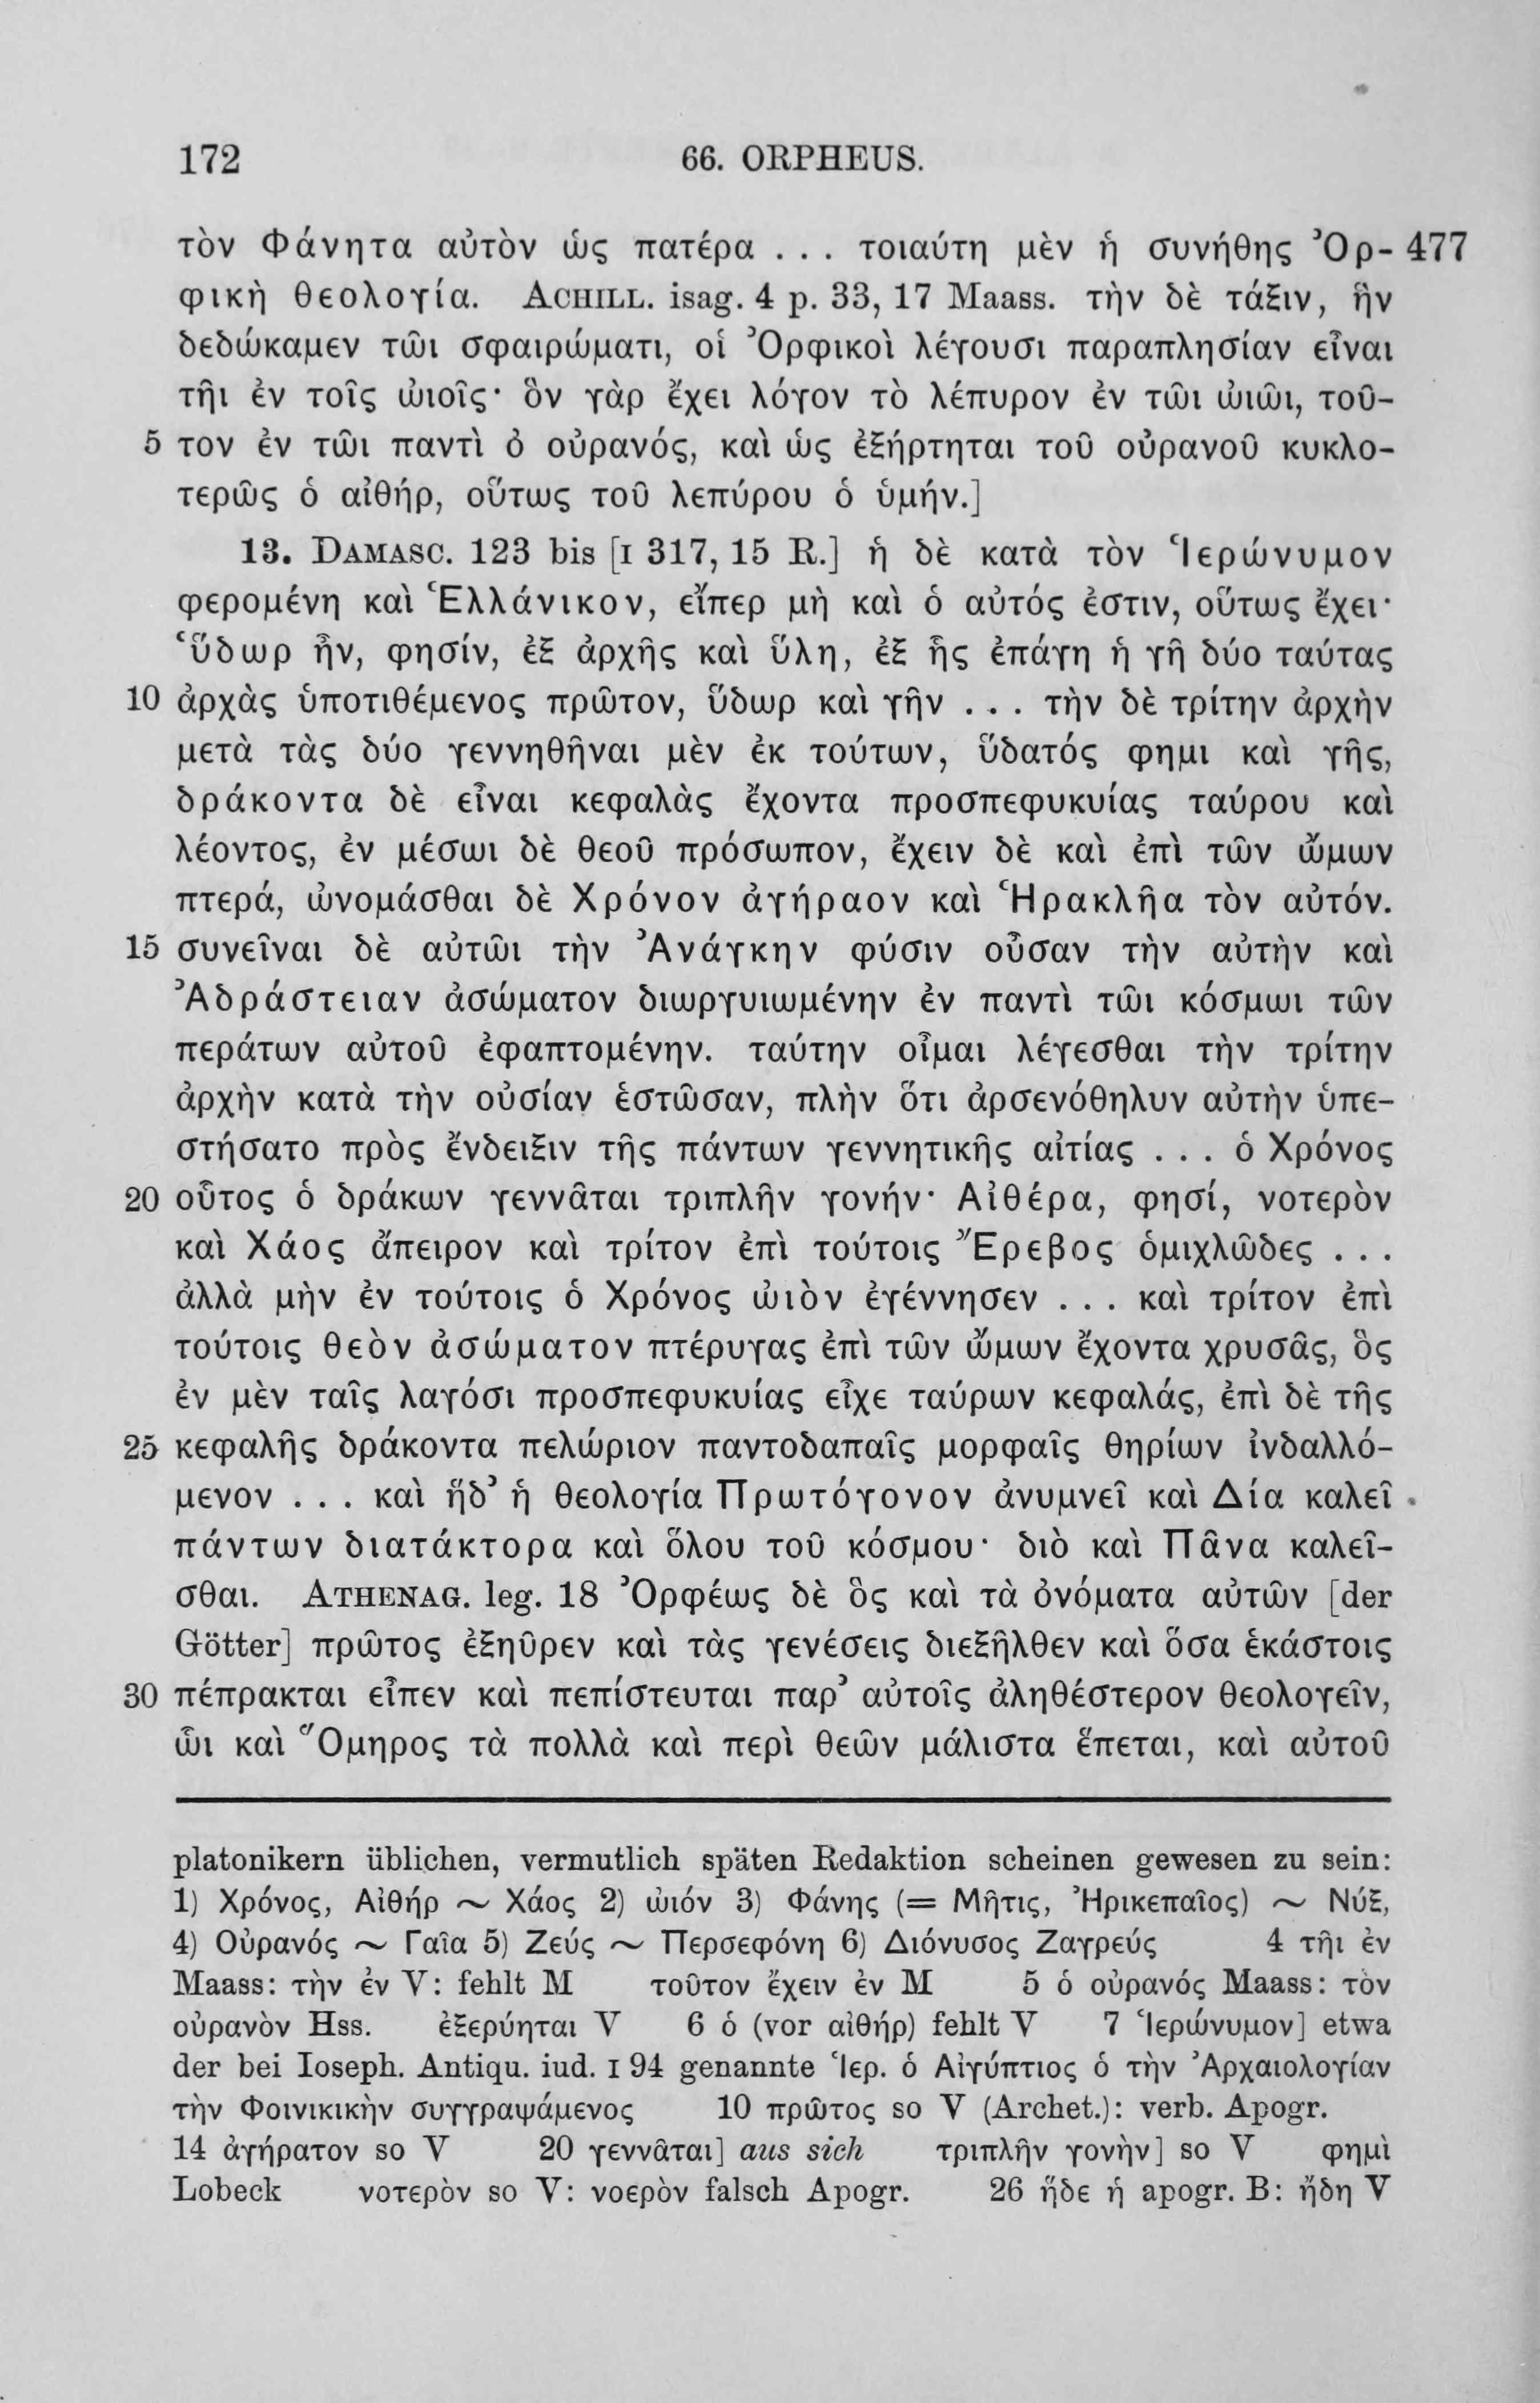 172 66. ORPHEUS.
τὸν Φάνητα αὐτὸν ὡς πατέρα . . . τοιαύτη μὲν ἡ συνήθης Ὀρ- 477
φικὴ θεολογία. ACHILL. isag. 4 p. 33, 17 Maass. τὴν δὲ τάξιν, ἣν
δεδώκαμεν τῶι σφαιρώματι, οἱ Ὀρφικοὶ λέγουσι παραπλησίαν εἶναι
τῆι ἐν τοῖς ὠιοῖς· ὃν γὰρ ἔχει λόγον τὸ λέπυρον ἐν τῶι ὠιῶι, τοῦ-
5 τον ἐν τῶι παντὶ ὁ οὐρανός, καὶ ὡς ἐξήρτηται τοῦ οὐρανοῦ κυκλο-
τερῶς ὁ αἰθήρ, οὕτως τοῦ λεπύρου ὁ ὑμήν.]
13. DAMASC. 123 bis [I 317, 15 R.] ἡ δὲ κατὰ τὸν Ἱερώνυμον
φερομένη καὶ Ἑλλάνικον, εἴπερ μὴ καὶ ὁ αὐτός ἐστιν, οὕτως ἔχει·
‘ὕδωρ ἦν, φησίν, ἐξ ἀρχῆς καὶ ὕλη, ἐξ ἧς ἐπάγη ἡ γῆ δύο ταύτας
10 ἀρχὰς ὑποτιθέμενος πρῶτον, ὕδωρ καὶ γῆν . . . τὴν δὲ τρίτην ἀρχὴν
μετὰ τὰς δύο γεννηθῆναι μὲν ἐκ τούτων, ὕδατός φημι καὶ γῆς,
δράκοντα δὲ εἶναι κεφαλὰς ἔχοντα προσπεφυκυίας ταύρου καὶ
λέοντος, ἐν μέσωι δὲ θεοῦ πρόσωπον, ἔχειν δὲ καὶ ἐπὶ τῶν ὤμων
πτερά, ὠνομάσθαι δὲ Χρόνον ἀγήραον καὶ Ἡρακλῆα τὸν αὐτόν.
15 συνεῖναι δὲ αὐτῶι τὴν Ἀνάγκην φύσιν οὖσαν τὴν αὐτὴν καὶ
Ἀδράστειαν ἀσώματον διωργυιωμένην ἐν παντὶ τῶι κόσμωι τῶν
περάτων αὐτοῦ ἐφαπτομένην. ταύτην οἶμαι λέγεσθαι τὴν τρίτην
ἀρχὴν κατὰ τὴν οὐσίαν ἑστῶσαν, πλὴν ὅτι ἀρσενόθηλυν αὐτὴν ὑπε-
στήσατο πρὸς ἔνδειξιν τῆς πάντων γεννητικῆς αἰτίας . . . ὁ Χρόνος
20 οὗτος ὁ δράκων γεννᾶται τριπλῆν γονήν· Αἰθέρα, φησί, νοτερὸν
καὶ Χάος ἄπειρον καὶ τρίτον ἐπὶ τούτοις Ἔρεβος ὁμιχλῶδες . . .
ἀλλὰ μὴν ἐν τούτοις ὁ Χρόνος ὠιὸν ἐγέννησεν . . . καὶ τρίτον ἐπὶ
τούτοις θεὸν ἀσώματον πτέρυγας ἐπὶ τῶν ὤμων ἔχοντα χρυσᾶς, ὃς
ἐν μὲν ταῖς λαγόσι προσπεφυκυίας εἶχε ταύρων κεφαλάς, ἐπὶ δὲ τῆς
25 κεφαλῆς δράκοντα πελώριον παντοδαπαῖς μορφαῖς θηρίων ἰνδαλλό-
μενον . . . καὶ ἥδ’ ἡ θεολογία Πρωτόγονον ἀνυμνεῖ καὶ Δία καλεῖ
πάντων διατάκτορα καὶ ὅλου τοῦ κόσμου· διὸ καὶ Πᾶνα καλεῖ-
σθαι. ATHENAG. leg. 18 Ὀρφέως δὲ ὃς καὶ τὰ ὀνόματα αὐτῶν [der
Götter] πρῶτος ἐξηῦρεν καὶ τὰς γενέσεις διεξῆλθεν καὶ ὅσα ἑκάστοις
30 πέπρακται εἶπεν καὶ πεπίστευται παρ’ αὐτοῖς ἀληθέστερον θεολογεῖν,
ὧι καὶ Ὅμηρος τὰ πολλὰ καὶ περὶ θεῶν μάλιστα ἕπεται, καὶ αὐτοῦ
platonikern üblichen, vermutlich späten Redaktion scheinen gewesen zu sein:
1) Χρόνος, Αἰθήρ ~ Χάος 2) ὠιόν 3) Φάνης (= Μῆτις, Ἠρικεπαῖος) ~ Νύξ,
4) Οὐρανός ~ Γαῖα 5) Ζεύς ~ Περσεφόνη 6) Διόνυσος Ζαγρεύς 4 τῆι ἐν
Maass: τὴν ἐν V: fehlt M τοῦτον ἔχειν ἐν M 5 ὁ οὐρανός Maass: τὸν
οὐρανὸν Hss. ἐξερύηται V 6 ὁ (vor αἰθήρ) fehlt V 7 Ἱερώνυμον] etwa
der bei Ioseph. Antiqu. iud. I 94 genannte Ἱερ. ὁ Αἰγύπτιος ὁ τὴν Ἀρχαιολογίαν
τὴν Φοινικικὴν συγγραψάμενος 10 πρῶτος so V (Archet.): verb. Apogr.
14 ἀγήρατον so V 20 γεννᾶται] aus sich τριπλῆν γονὴν] so V φημὶ
Lobeck νοτερὸν so V: νοερὸν falsch Apogr. 26 ἥδε ἡ apogr. B: ἤδη V